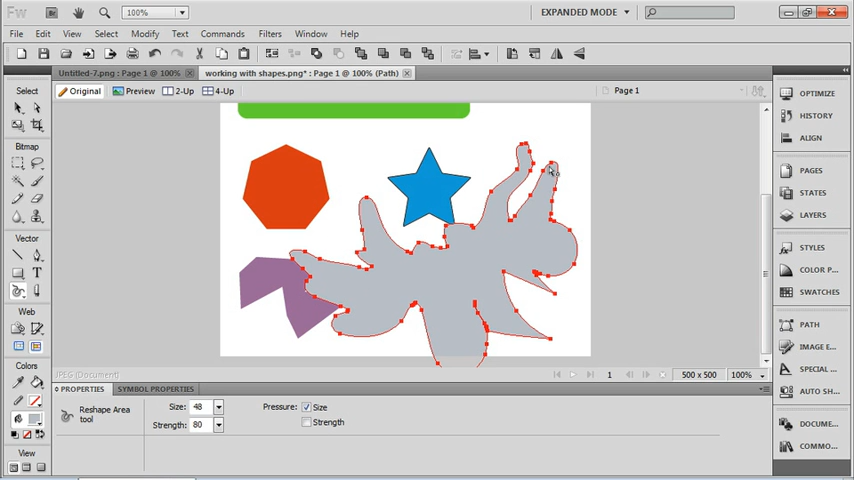 Fw 100% EXPANDED MODE
File Edit View Select Modify Text Commands Filters Window Help
Untitled-7.png : Page 1 @ 100% working with shapes.png* : Page 1 @ 100% (Path)
Select Original Preview 2-Up 4-Up Page 1
OPTIMIZE
HISTORY
ALIGN
Bitmap
PAGES
STATES
LAYERS
Vector
STYLES
COLOR P...
SWATCHES
Web
PATH
IMAGE E...
Colors
SPECIAL ...
JPEG (Document) 1 500 x 500 100%
AUTO SH...
PROPERTIES SYMBOL PROPERTIES
Reshape Area
tool
Size: 48 Pressure: Size
Strength: 80 Strength
DOCUME...
COMMO...
View